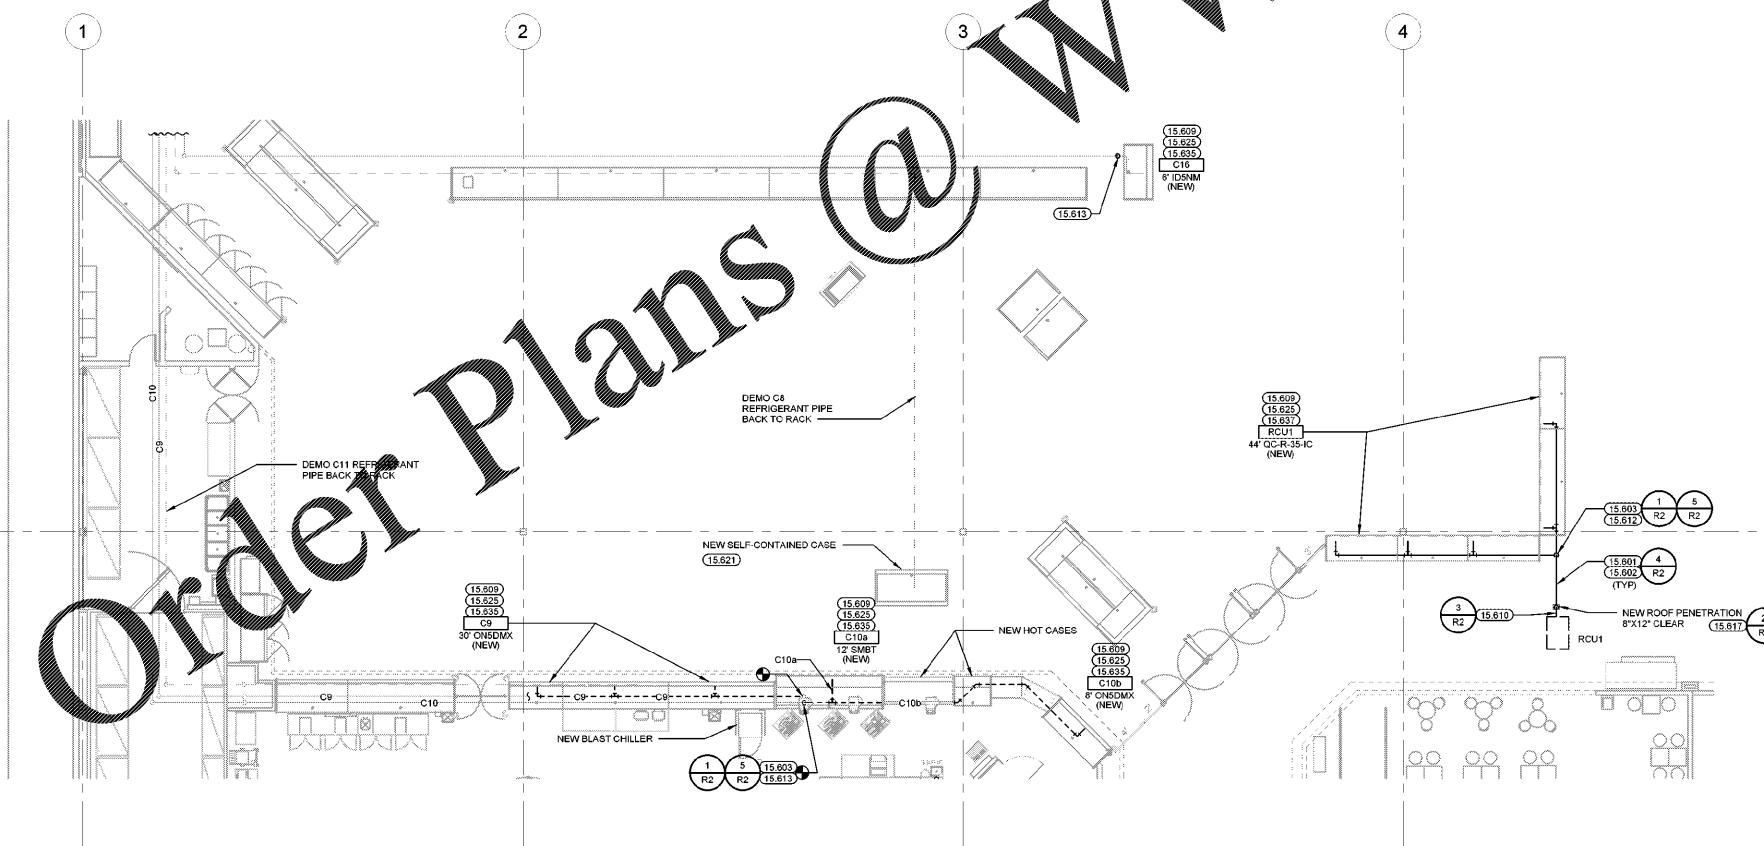 1
2
3
4
Order Plans @ WW
15.609
15.625
15.635
C16
6' ID5NM
(NEW)
15.613
C10
C9
DEMO C8
REFRIGERANT PIPE
BACK TO RACK
DEMO C11 REFRIGERANT
PIPE BACK TO RACK
15.609
15.625
15.637
RCU1
44' QC-R-35-IC
(NEW)
1
R2
5
R2
15.603
15.612
15.601
15.602
(TYP)
4
R2
3
R2
15.610
NEW ROOF PENETRATION
8"X12" CLEAR
15.617
RCU1
NEW SELF-CONTAINED CASE
15.621
15.609
15.625
15.635
C9
30' ON5DMX
(NEW)
15.609
15.625
15.635
C10a
12' SMBT
(NEW)
NEW HOT CASES
15.609
15.625
15.635
C10b
8' ON5DMX
(NEW)
C10a
C9
C10
C9
C9
C10b
NEW BLAST CHILLER
1
R2
5
R2
15.603
15.613
4
2
3